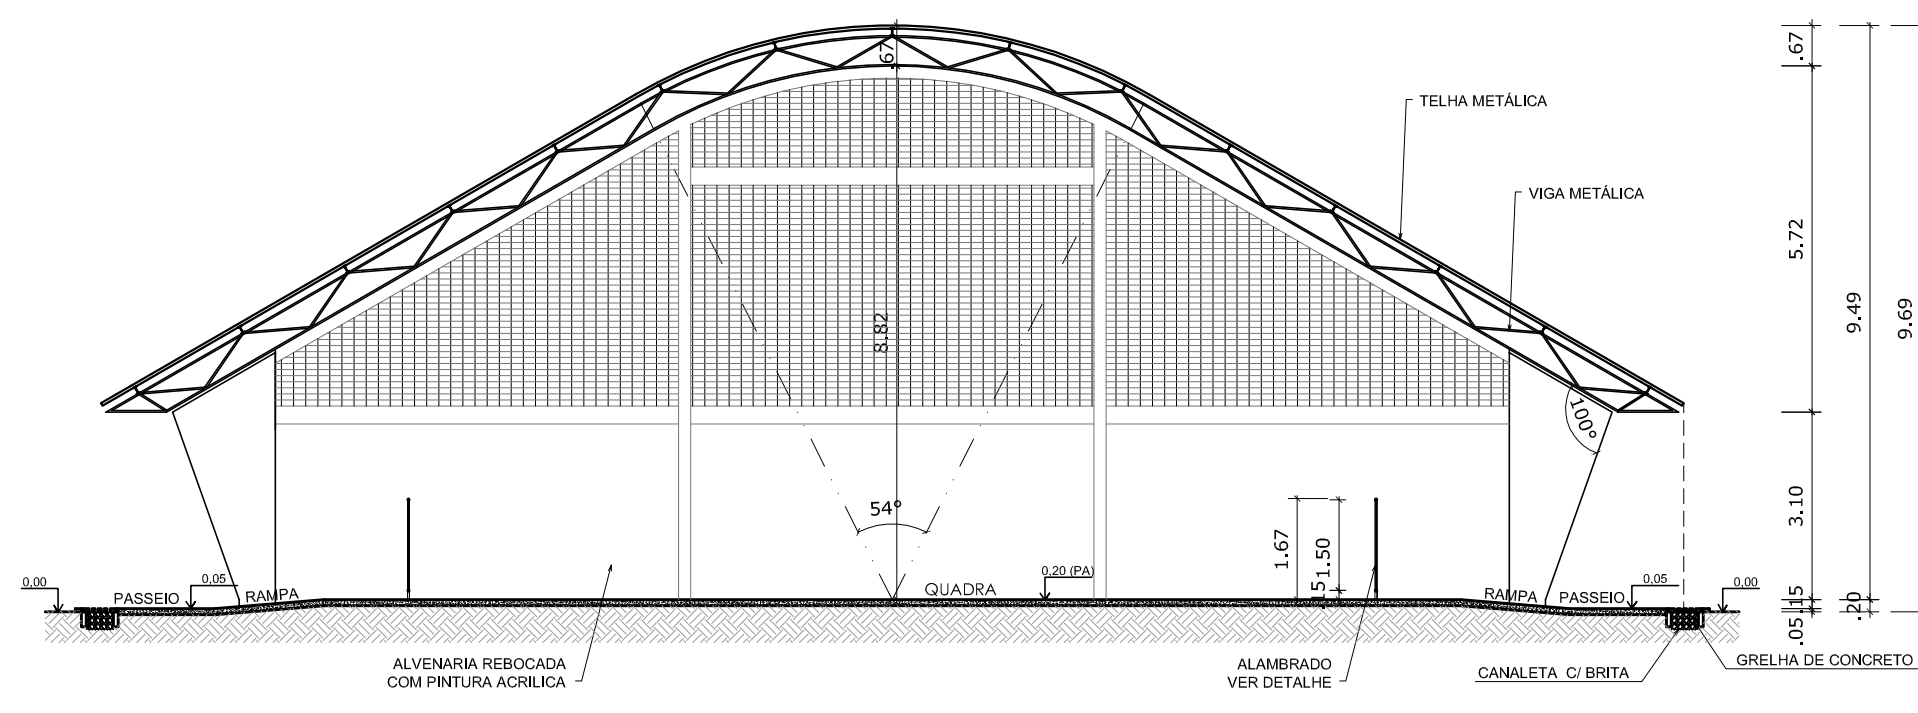 .67
.67
TELHA METÁLICA
VIGA METÁLICA
5.72
9.49
9.69
8.82
100°
54°
3.10
1.67
1.50
.15
0,00
PASSEIO
0,05
RAMPA
QUADRA
0,20 (PA)
RAMPA
PASSEIO
0,05
0,00
.15
.05
.20
ALVENARIA REBOCADA
COM PINTURA ACRILICA
ALAMBRADO
VER DETALHE
CANALETA C/ BRITA
GRELHA DE CONCRETO